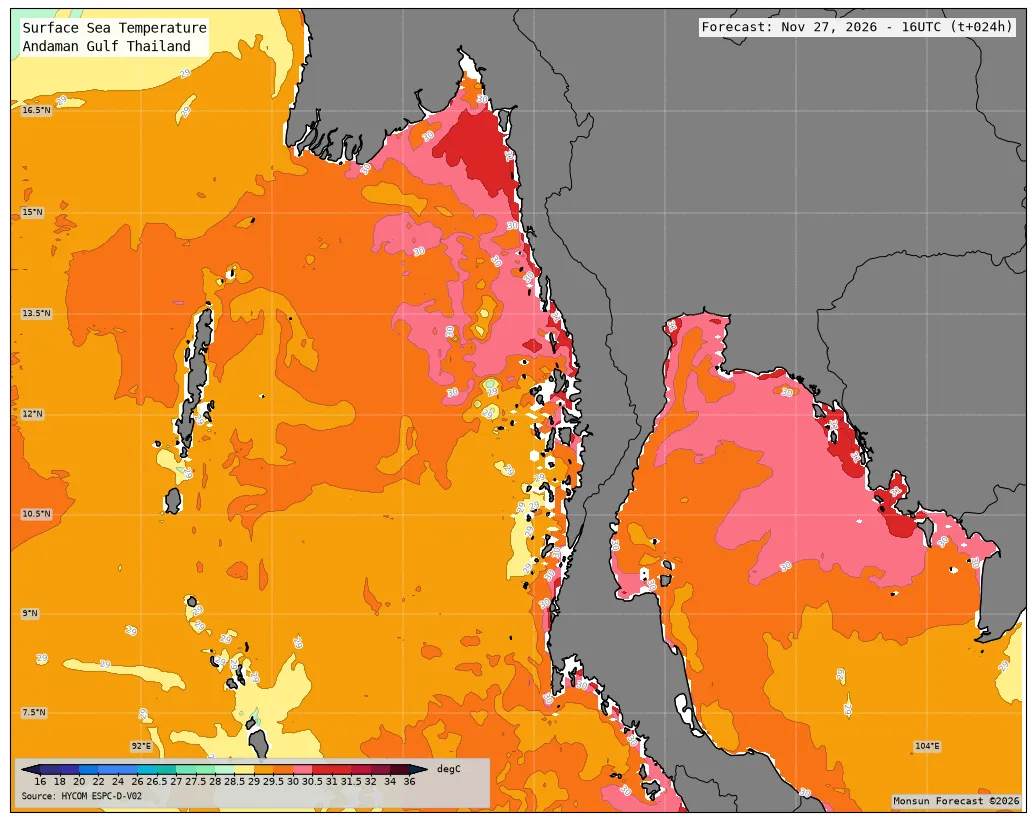 Surface Sea Temperature
Andaman Gulf Thailand
Forecast: Nov 27, 2026 - 16UTC (t+024h)
16.5°N
15°N
13.5°N
12°N
10.5°N
9°N
7.5°N
92°E
104°E
16 18 20 22 24 26 26.5 27 27.5 28 28.5 29 29.5 30 30.5 31 31.5 32 32.5 33 34 36
degC
Source: HYCOM ESPC-D-V02
Monsun Forecast ©2026